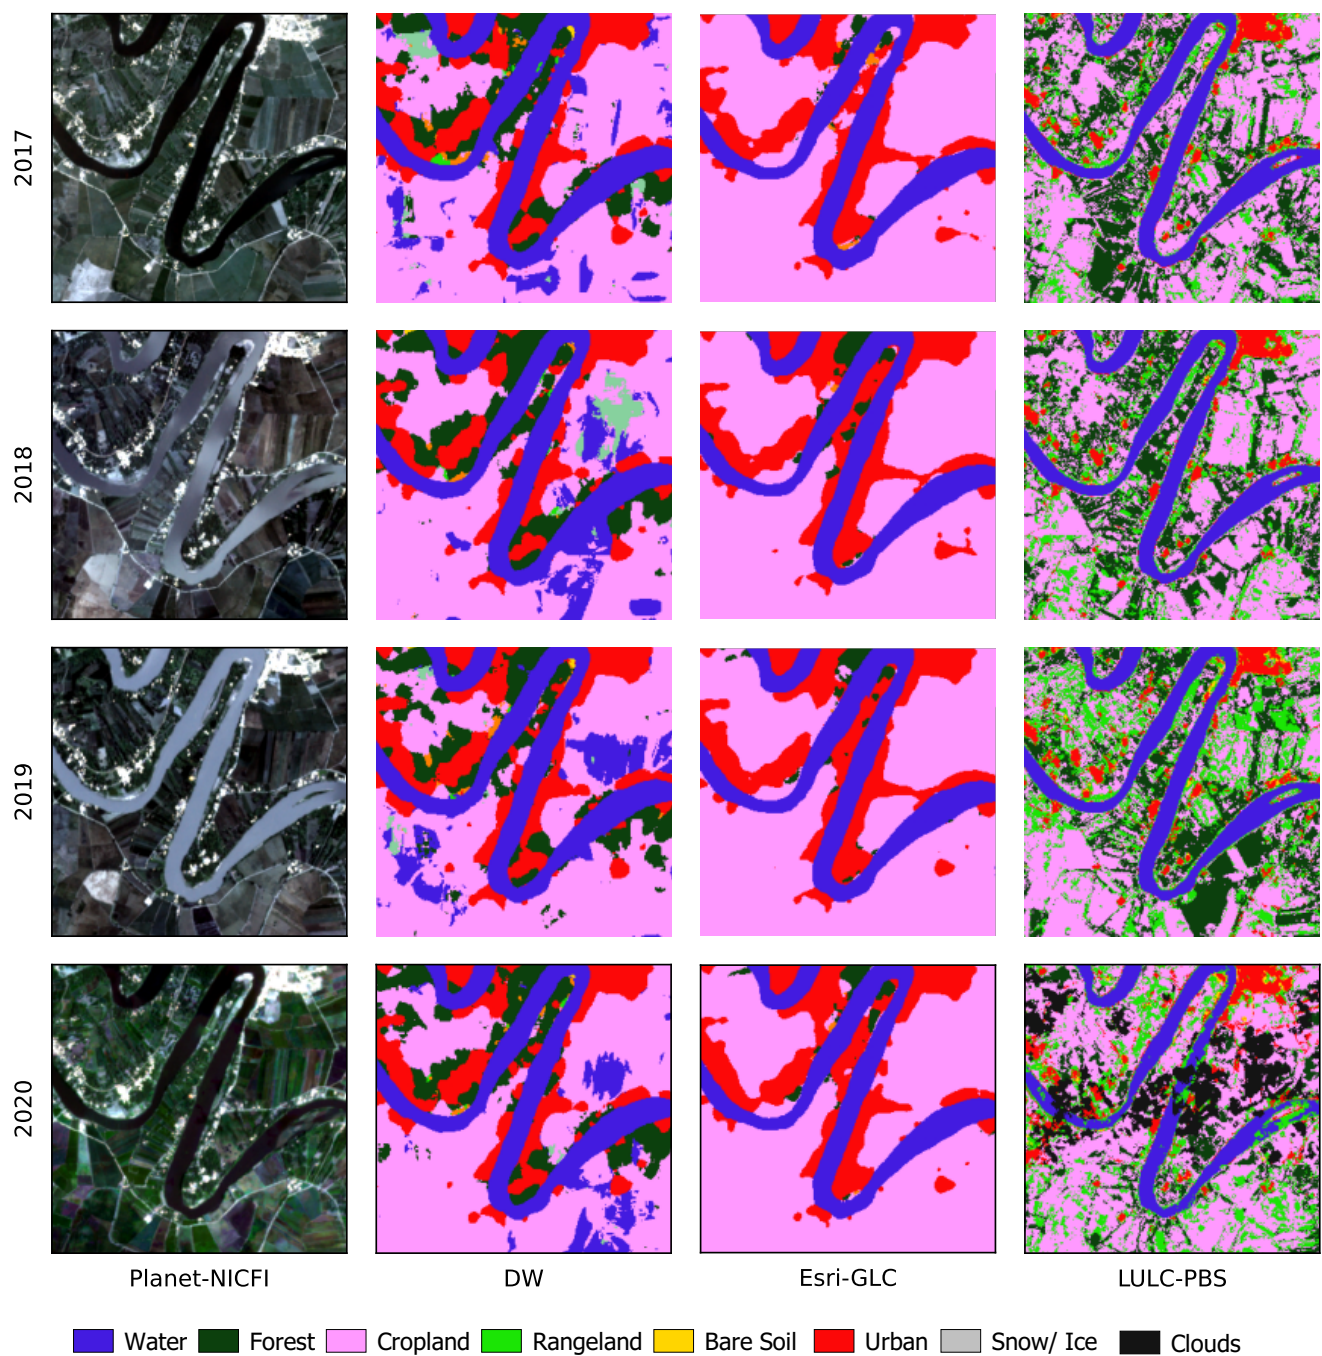 2017
2018
2019
2020
Planet-NICFI DW Esri-GLC LULC-PBS
Water Forest Cropland Rangeland Bare Soil Urban Snow/ Ice Clouds